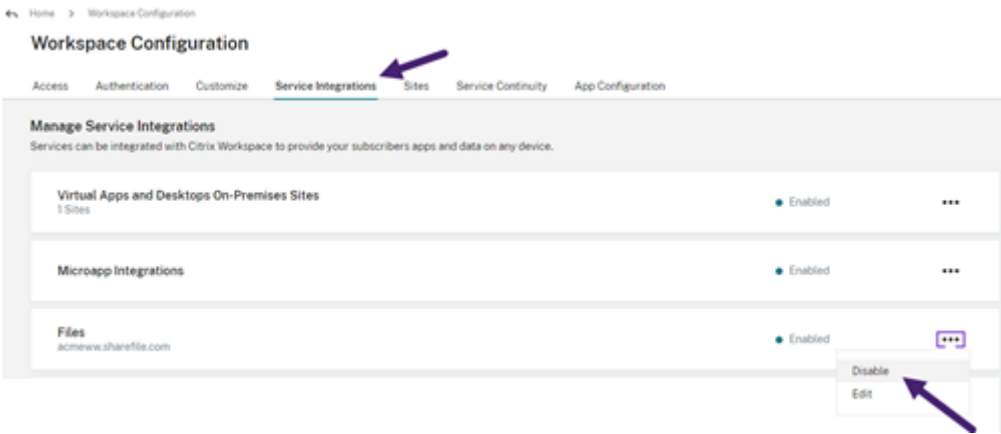 Home > Workspace Configuration
Workspace Configuration
Access Authentication Customize Service Integrations Sites Service Continuity App Configuration
Manage Service Integrations
Services can be integrated with Citrix Workspace to provide your subscribers apps and data on any device.
Virtual Apps and Desktops On-Premises Sites
1 Sites
Enabled
Microapp Integrations
Enabled
Files
acmeww.sharefile.com
Enabled
Disable
Edit